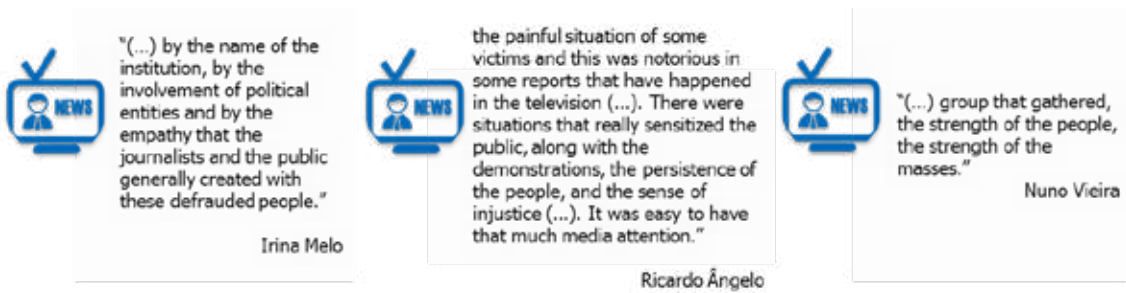 NEWS
"(...) by the name of the
institution, by the
involvement of political
entities and by the
empathy that the
journalists and the public
generally created with
these defrauded people."
Irina Melo
NEWS
the painful situation of some
victims and this was notorious in
some reports that have happened
in the television (...). There were
situations that really sensitized the
public, along with the
demonstrations, the persistence of
the people, and the sense of
injustice (...). It was easy to have
that much media attention."
Ricardo Ângelo
NEWS
"(...) group that gathered,
the strength of the people,
the strength of the
masses."
Nuno Vieira